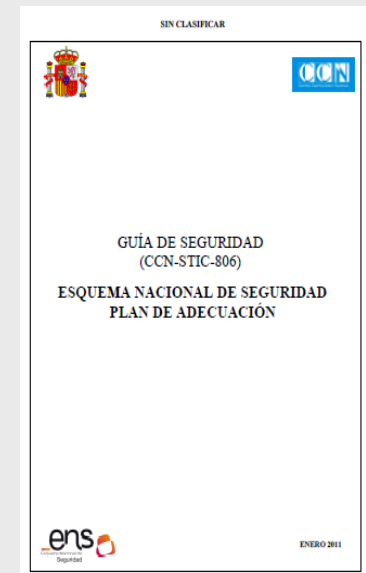 SIN CLASIFICAR
CCN
GUÍA DE SEGURIDAD
(CCN-STIC-806)
ESQUEMA NACIONAL DE SEGURIDAD
PLAN DE ADECUACIÓN
ens
Seguridad
ENERO 2011